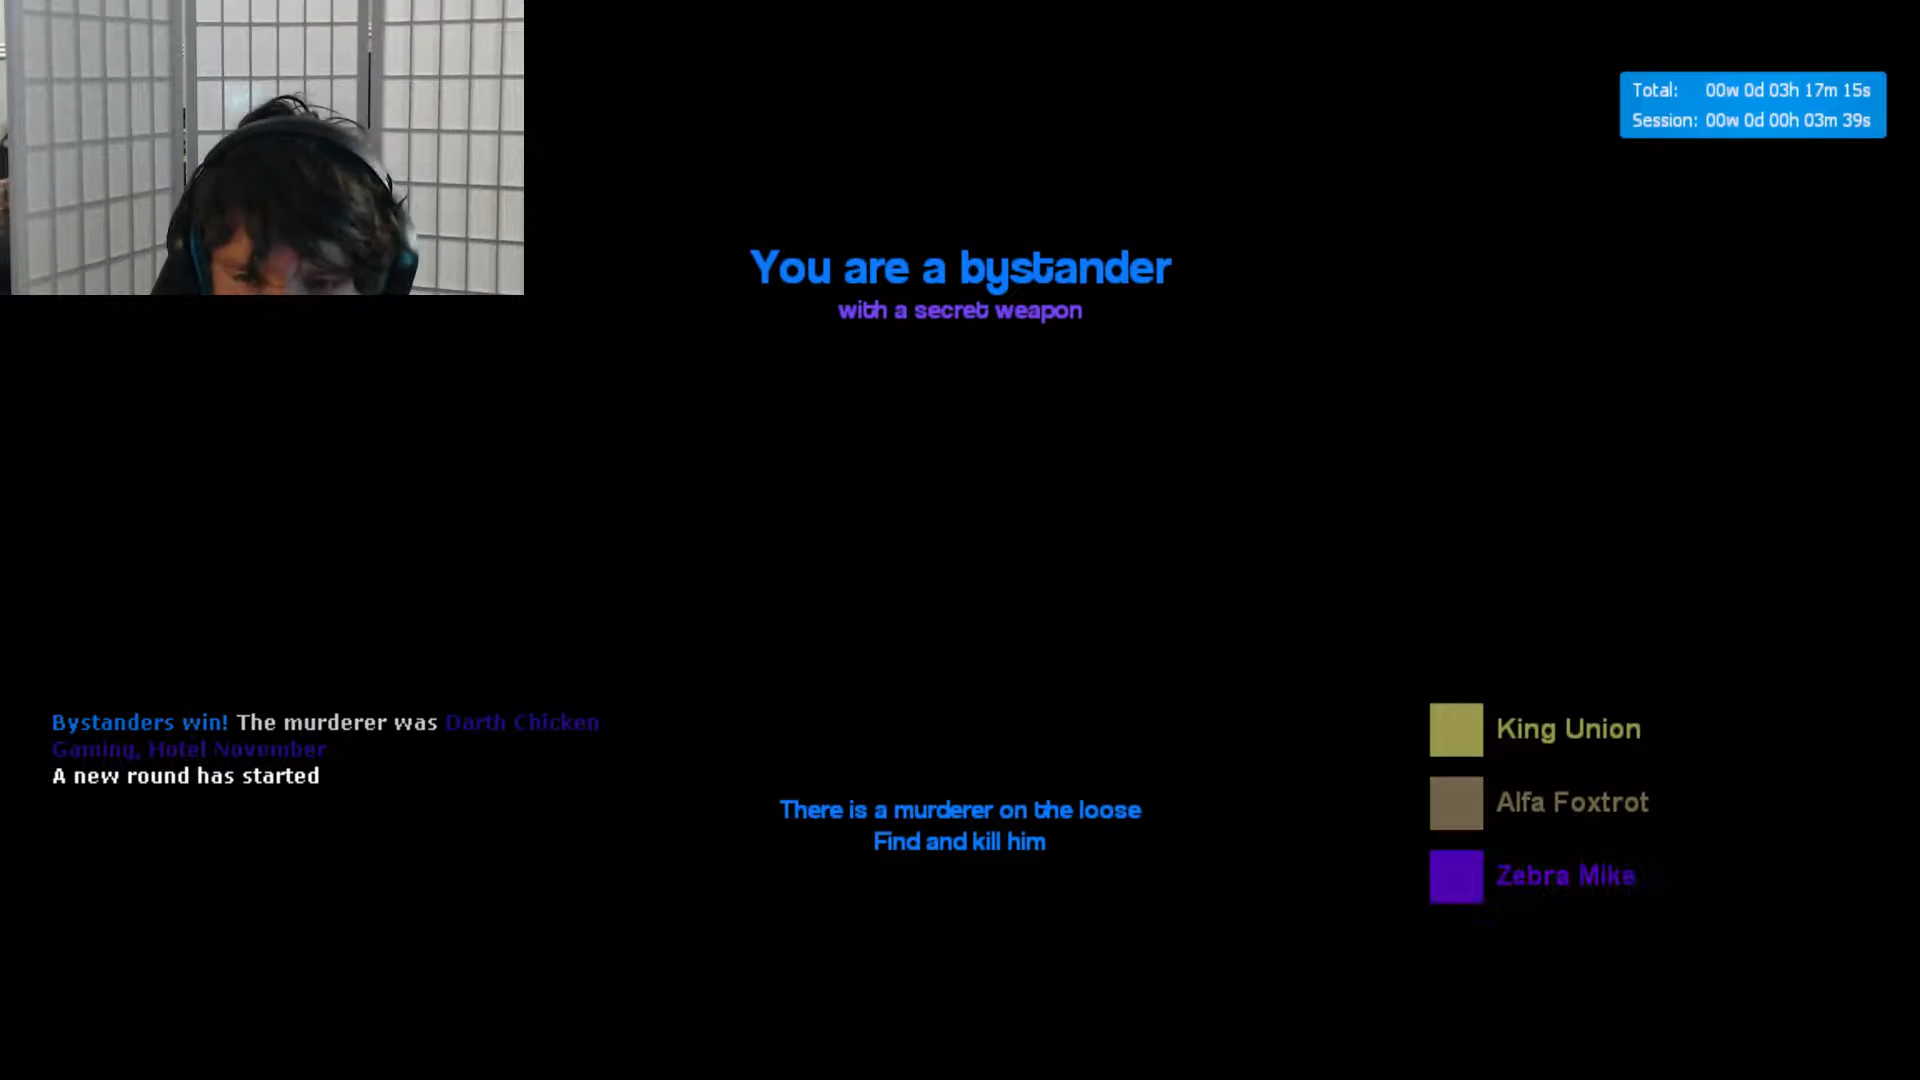 Total: 00w 0d 03h 17m 15s
Session: 00w 0d 00h 03m 39s
You are a bystander
with a secret weapon
Bystanders win! The murderer was Darth Chicken
Gaming, Hotel November
A new round has started
There is a murderer on the loose
Find and kill him
King Union
Alfa Foxtrot
Zebra Mike